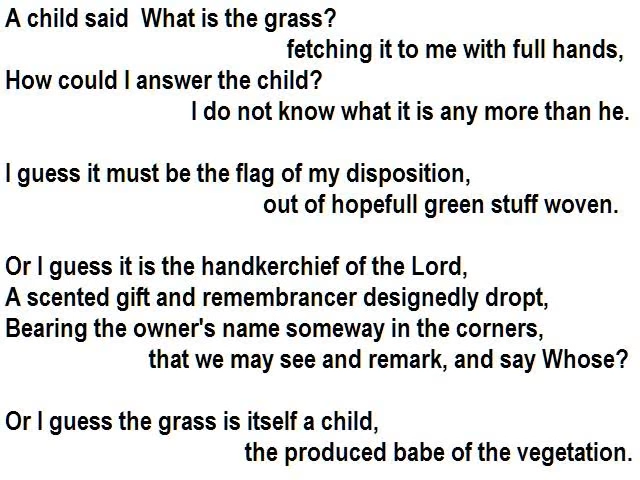 A child said  What is the grass?
fetching it to me with full hands,
How could I answer the child?
I do not know what it is any more than he.
I guess it must be the flag of my disposition,
out of hopefull green stuff woven.
Or I guess it is the handkerchief of the Lord,
A scented gift and remembrancer designedly dropt,
Bearing the owner's name someway in the corners,
that we may see and remark, and say Whose?
Or I guess the grass is itself a child,
the produced babe of the vegetation.